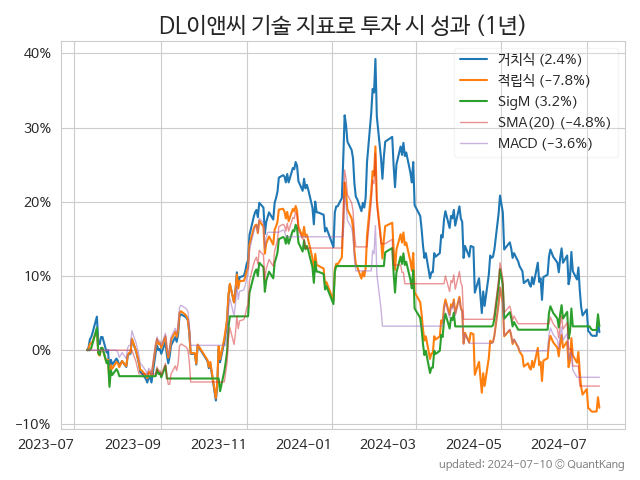 DL이앤씨 기술 지표로 투자 시 성과 (1년)
40%
30%
20%
10%
0%
−10%
거치식 (2.4%)
적립식 (−7.8%)
SigM (3.2%)
SMA(20) (−4.8%)
MACD (−3.6%)
2023-07
2023-09
2023-11
2024-01
2024-03
2024-05
2024-07
updated: 2024-07-10 © QuantKang